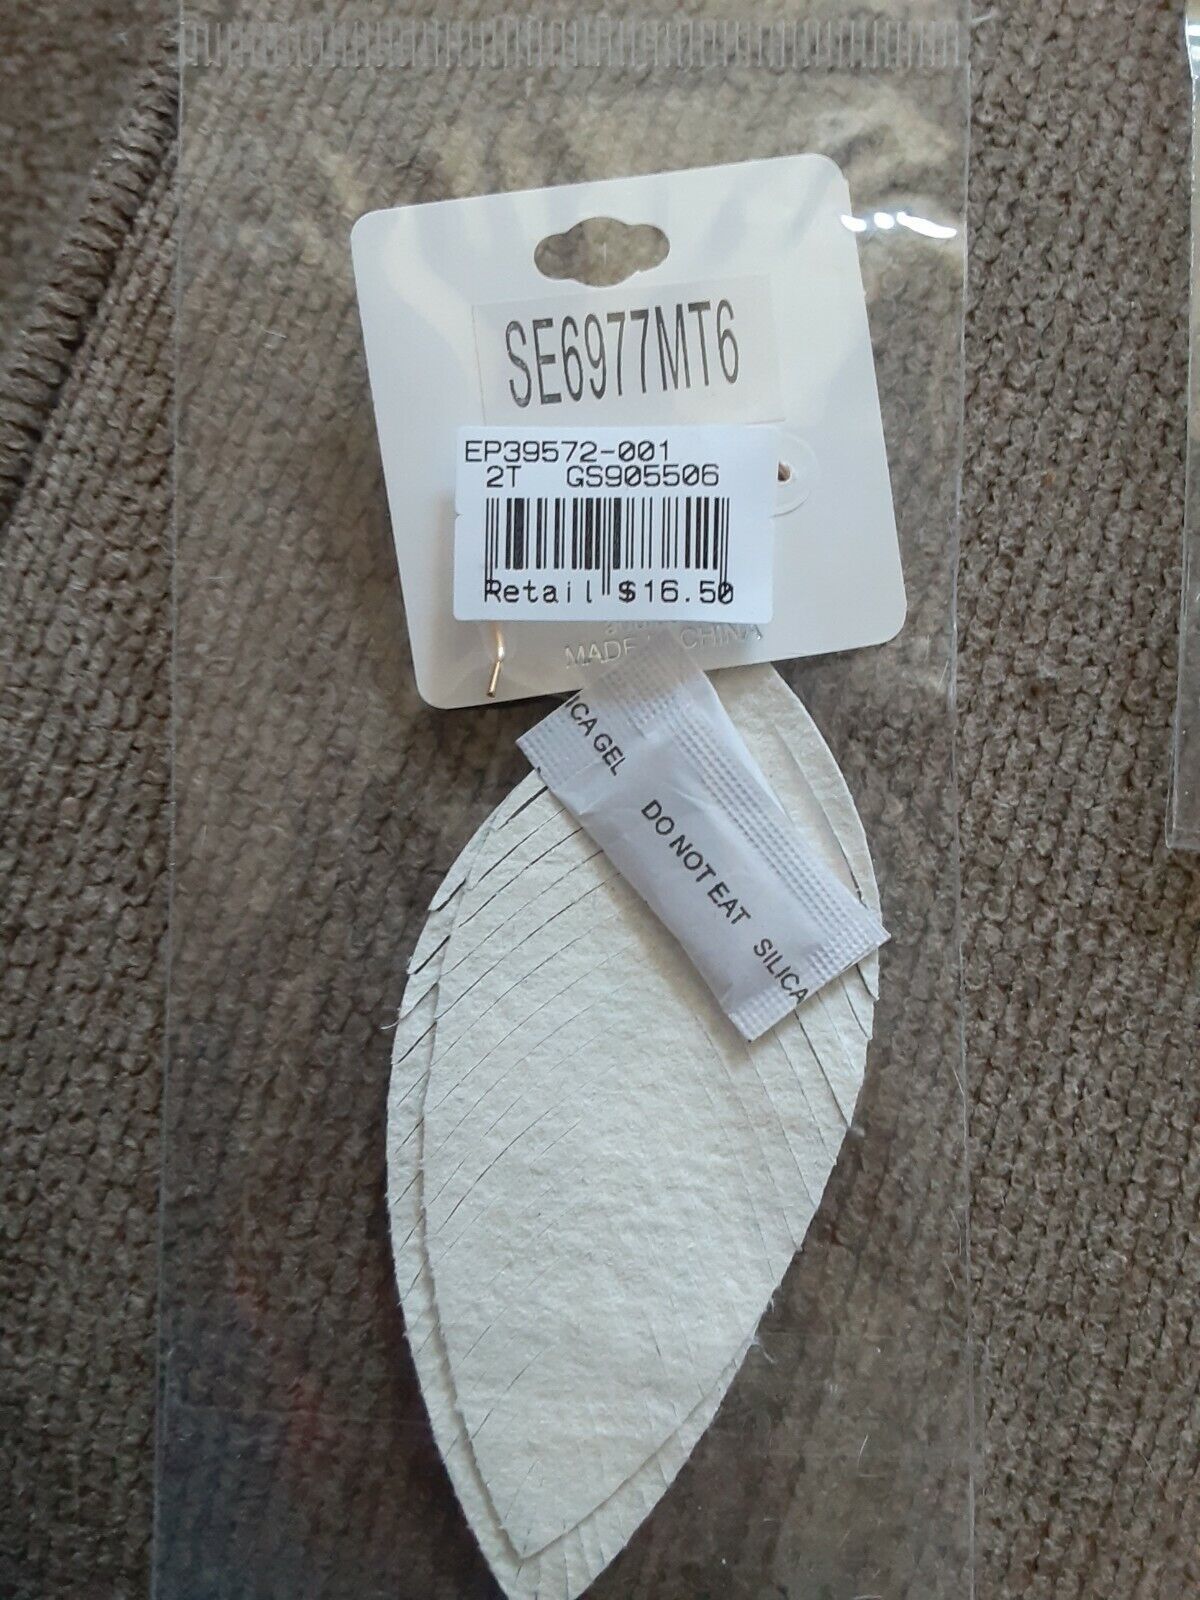 SE6977MT6
EP39572-001
2T GS905506
Retail $16.50
MADE CHINA
ICA GEL DO NOT EAT SILICA